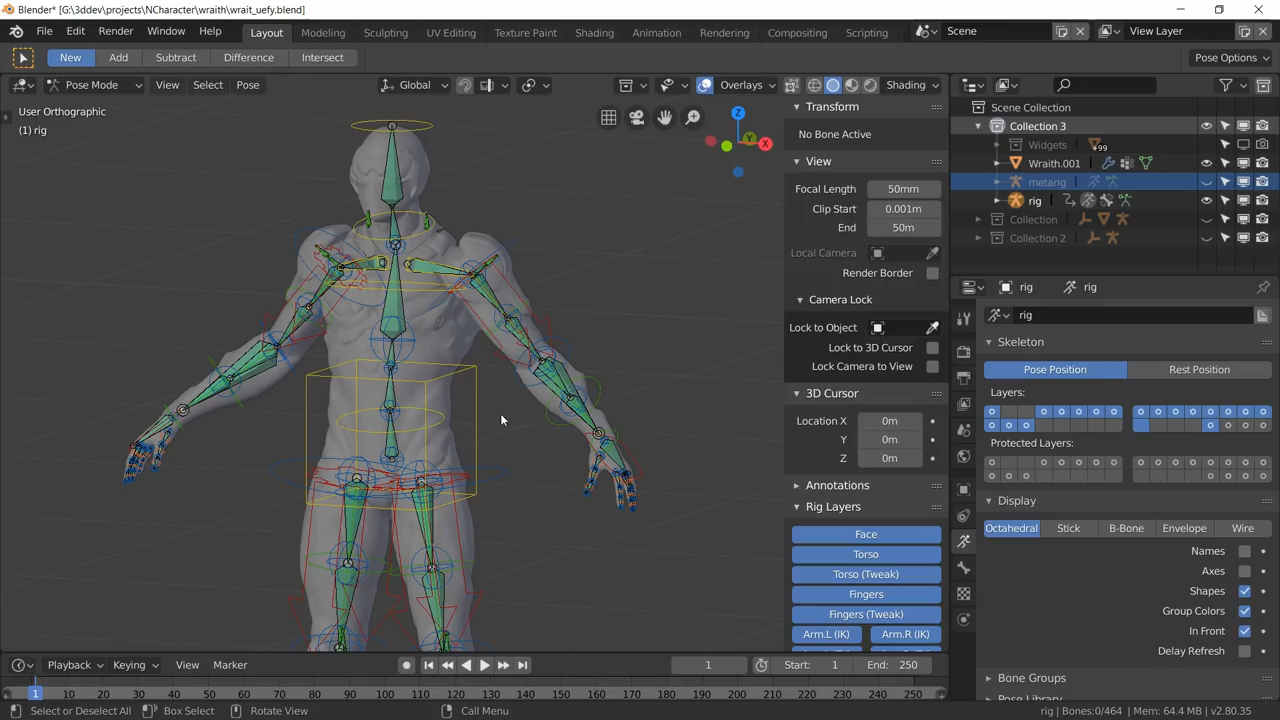 Blender* [G:\3ddev\projects\NCharacter\wraith\wrait_uefy.blend]
File Edit Render Window Help Layout Modeling Sculpting UV Editing Texture Paint Shading Animation Rendering Compositing Scripting Scene View Layer
New Add Subtract Difference Intersect Pose Options
Pose Mode View Select Pose Global Overlays Shading
User Orthographic
(1) rig
Z
Y
X
Transform
No Bone Active
View
Focal Length 50mm
Clip Start 0.001m
End 50m
Local Camera
Render Border
Camera Lock
Lock to Object
Lock to 3D Cursor
Lock Camera to View
3D Cursor
Location X 0m
Y 0m
Z 0m
Annotations
Rig Layers
Face
Torso
Torso (Tweak)
Fingers
Fingers (Tweak)
Arm.L (IK) Arm.R (IK)
Scene Collection
Collection 3
Widgets +99
Wraith.001
metarig
rig
Collection
Collection 2
rig rig
rig
Skeleton
Pose Position Rest Position
Layers:
Protected Layers:
Display
Octahedral Stick B-Bone Envelope Wire
Names
Axes
Shapes
Group Colors
In Front
Delay Refresh
Bone Groups
Playback Keying View Marker 1 Start: 1 End: 250
1 10 20 30 40 50 60 70 80 90 100 110 120 130 140 150 160 170 180 190 200 210 220 230 240 250
Select or Deselect All Box Select Rotate View Call Menu rig | Bones:0/464 | Mem: 64.4 MB | v2.80.35